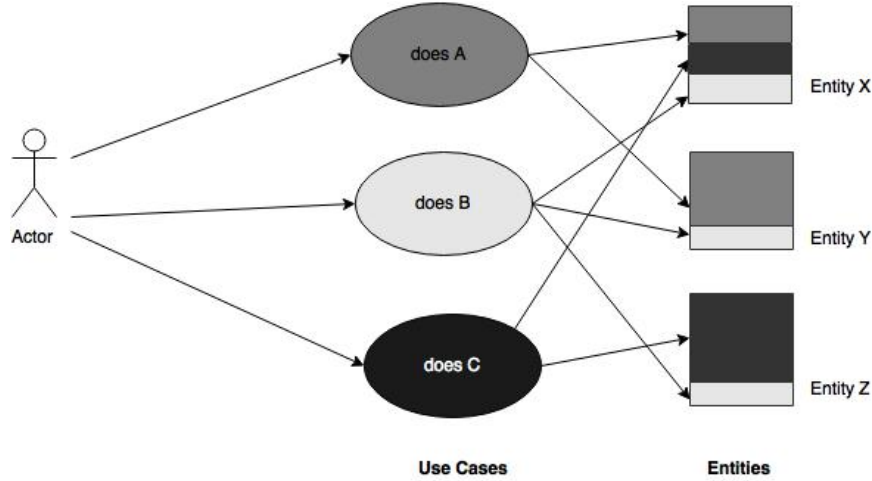 does A
Entity X
does B
Actor
Entity Y
does C
Entity Z
Use Cases
Entities